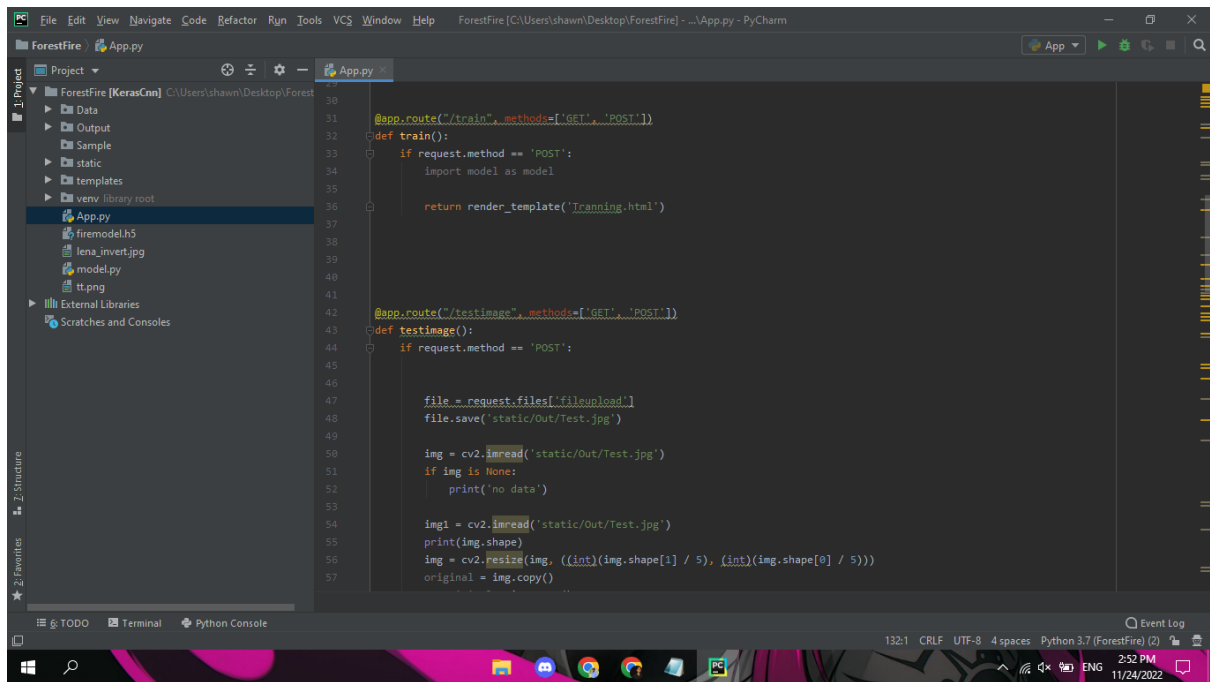 PC File Edit View Navigate Code Refactor Run Tools VCS Window Help ForestFire [C:\Users\shawn\Desktop\ForestFire] - ...\App.py - PyCharm
ForestFire App.py App
1: Project
Project
ForestFire [KerasCnn] C:\Users\shawn\Desktop\Forest
Data
Output
Sample
static
templates
venv library root
App.py
firemodel.h5
lena_invert.jpg
model.py
tt.png
External Libraries
Scratches and Consoles
7: Structure
2: Favorites
App.py
29
30
31 @app.route("/train", methods=['GET', 'POST'])
32 def train():
33 if request.method == 'POST':
34 import model as model
35
36 return render_template('Tranning.html')
37
38
39
40
41
42 @app.route("/testimage", methods=['GET', 'POST'])
43 def testimage():
44 if request.method == 'POST':
45
46
47 file = request.files['fileupload']
48 file.save('static/Out/Test.jpg')
49
50 img = cv2.imread('static/Out/Test.jpg')
51 if img is None:
52 print('no data')
53
54 img1 = cv2.imread('static/Out/Test.jpg')
55 print(img.shape)
56 img = cv2.resize(img, ((int)(img.shape[1] / 5), (int)(img.shape[0] / 5)))
57 original = img.copy()
6: TODO Terminal Python Console Event Log
132:1 CRLF UTF-8 4 spaces Python 3.7 (ForestFire) (2)
PC ENG 2:52 PM
11/24/2022